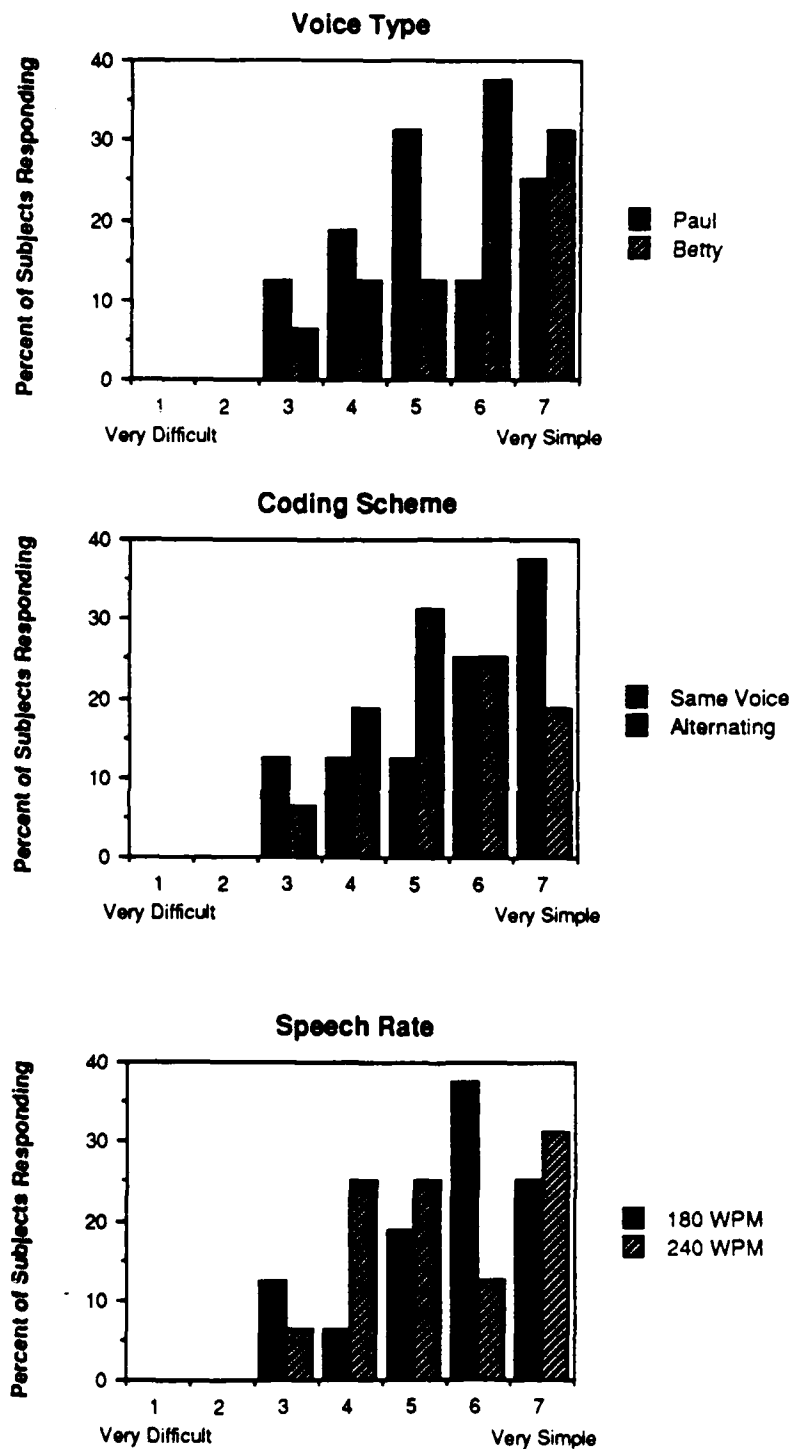 Voice Type
Percent of Subjects Responding
40
30
20
10
0
1 2 3 4 5 6 7
Very Difficult Very Simple
Paul
Betty
Coding Scheme
Percent of Subjects Responding
40
30
20
10
0
1 2 3 4 5 6 7
Very Difficult Very Simple
Same Voice
Alternating
Speech Rate
Percent of Subjects Responding
40
30
20
10
0
1 2 3 4 5 6 7
Very Difficult Very Simple
180 WPM
240 WPM